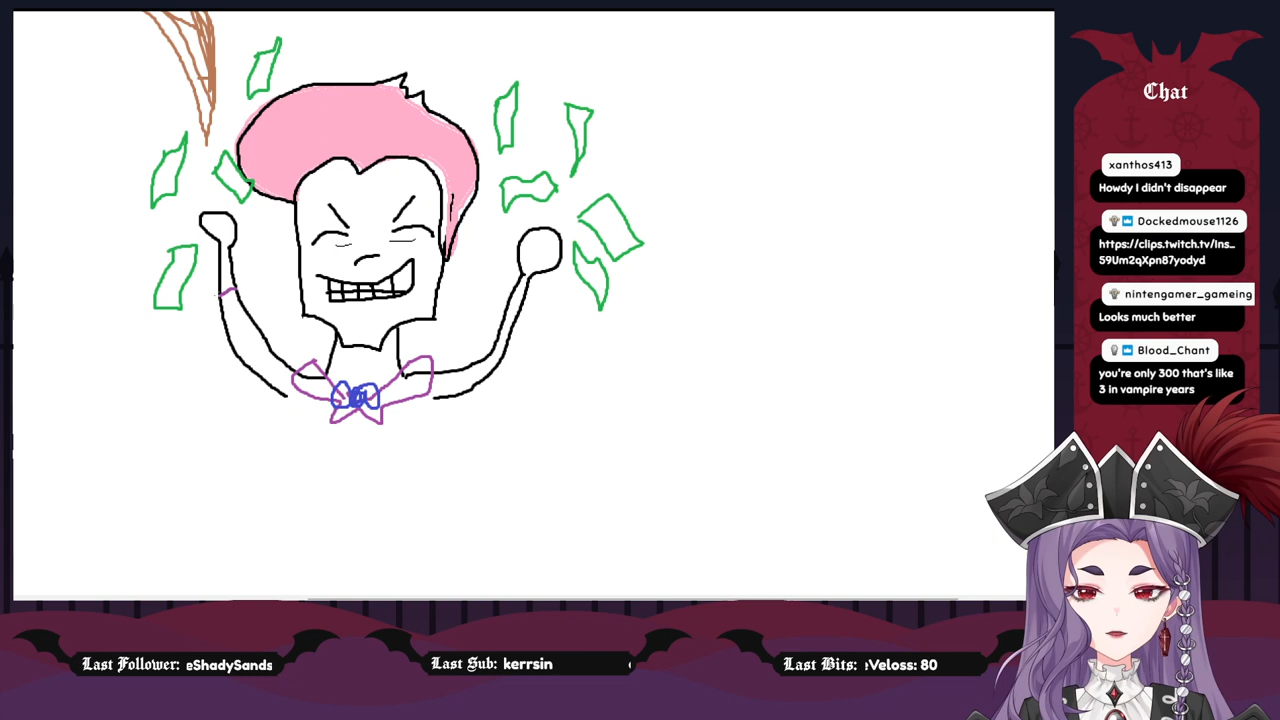 Chat
xanthos413
Howdy I didn't disappear
Dockedmouse1126
https://clips.twitch.tv/Ins_
59Um2qXpn87yodyd
nintengamer_gameing
Looks much better
Blood_Chant
you're only 300 that's like
3 in vampire years
Last Follower: eShadySands
Last Sub: kerrsin
Last Bits: :Veloss: 80